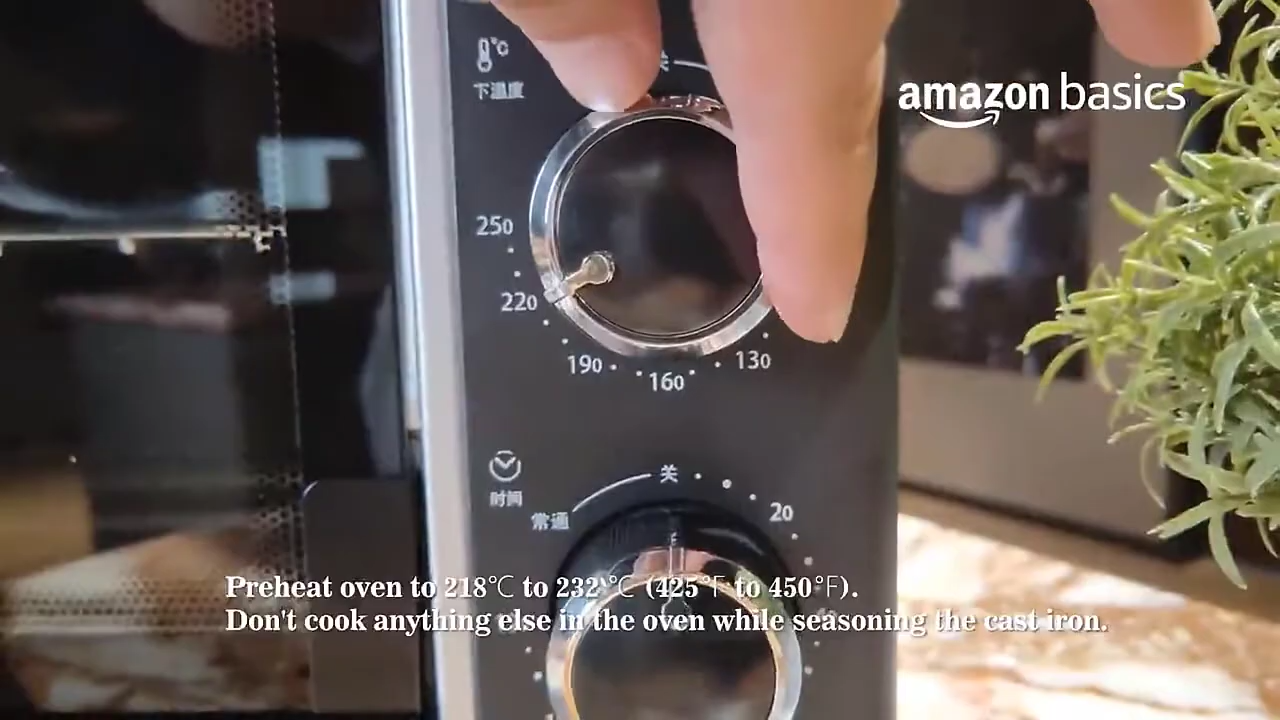 ℃
关
下温度
amazon basics
250
220
190
160
130
时间
关
常通
20
Preheat oven to 218℃ to 232℃ (425℉ to 450℉).
Don't cook anything else in the oven while seasoning the cast iron.